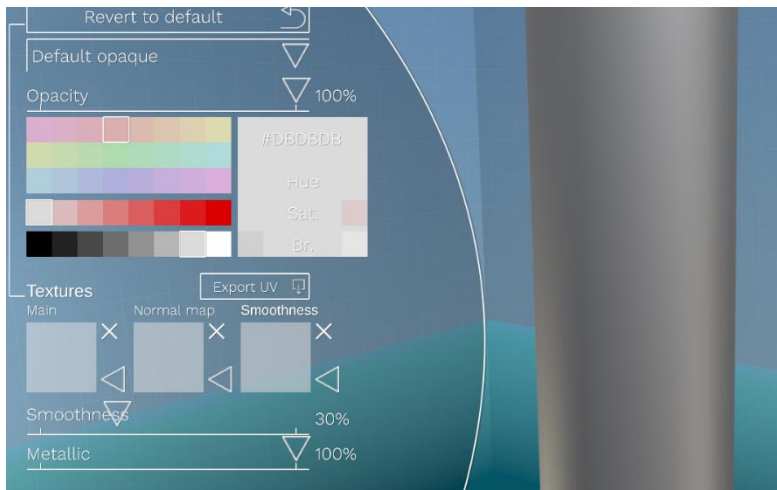 Revert to default
Default opaque
Opacity 100%
#DBDBDB
Hue
Sat.
Br.
Textures Export UV
Main Normal map Smoothness
Smoothness 30%
Metallic 100%